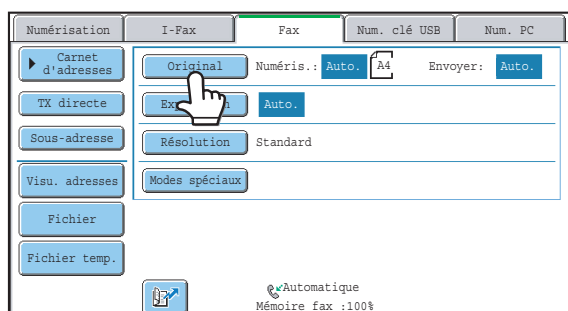 Numérisation
I-Fax
Fax
Num. clé USB
Num. PC
Carnet
d'adresses
Original
Numéris.: Auto. A4 Envoyer: Auto.
TX directe
Auto.
Sous-adresse
Résolution
Standard
Visu. adresses
Modes spéciaux
Fichier
Fichier temp.
Automatique
Mémoire fax :100%